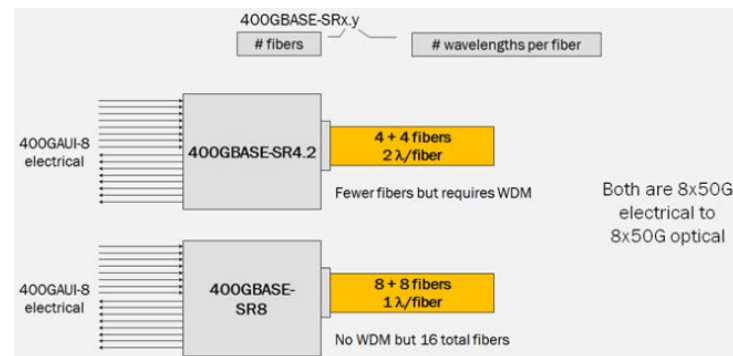 400GBASE-SRx.y
# fibers
# wavelengths per fiber
400GAUI-8
electrical
400GBASE-SR4.2
4 + 4 fibers
2 λ/fiber
Fewer fibers but requires WDM
Both are 8x50G
electrical to
8x50G optical
400GAUI-8
electrical
400GBASE-
SR8
8 + 8 fibers
1 λ/fiber
No WDM but 16 total fibers